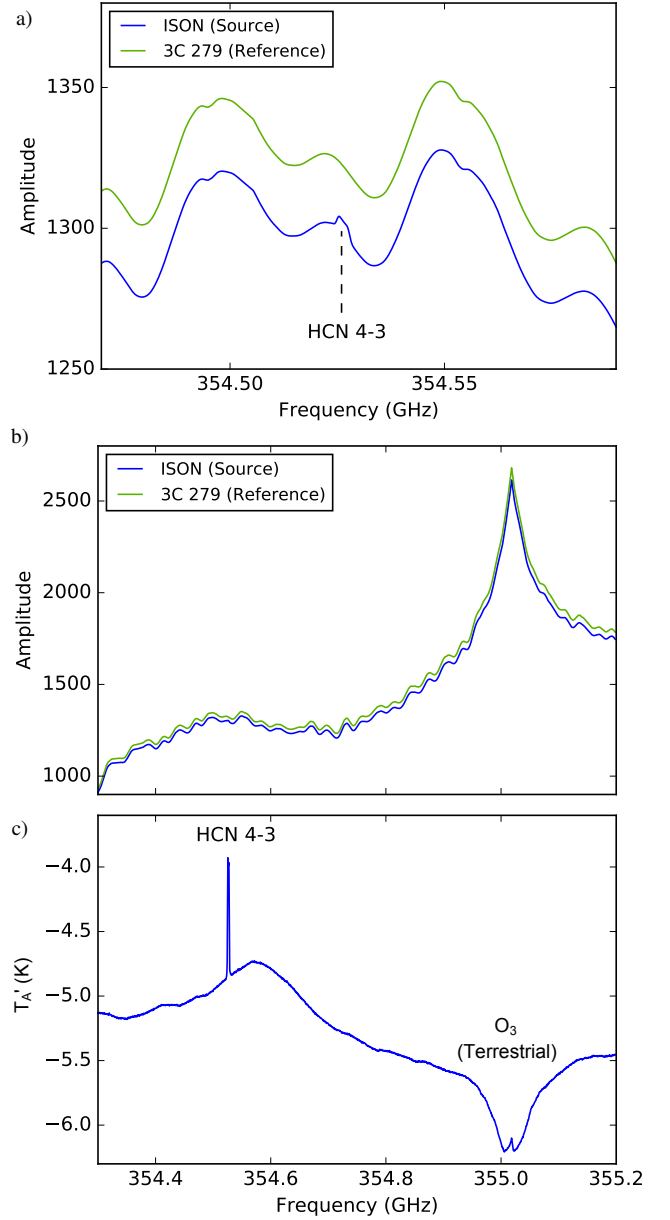 a)
ISON (Source)
3C 279 (Reference)
1350
1300
1250
Amplitude
HCN 4-3
354.50
354.55
Frequency (GHz)
b)
ISON (Source)
3C 279 (Reference)
2500
2000
1500
1000
Amplitude
c)
HCN 4-3
−4.0
−4.5
−5.0
−5.5
−6.0
T_A' (K)
O₃
(Terrestrial)
354.4
354.6
354.8
355.0
355.2
Frequency (GHz)